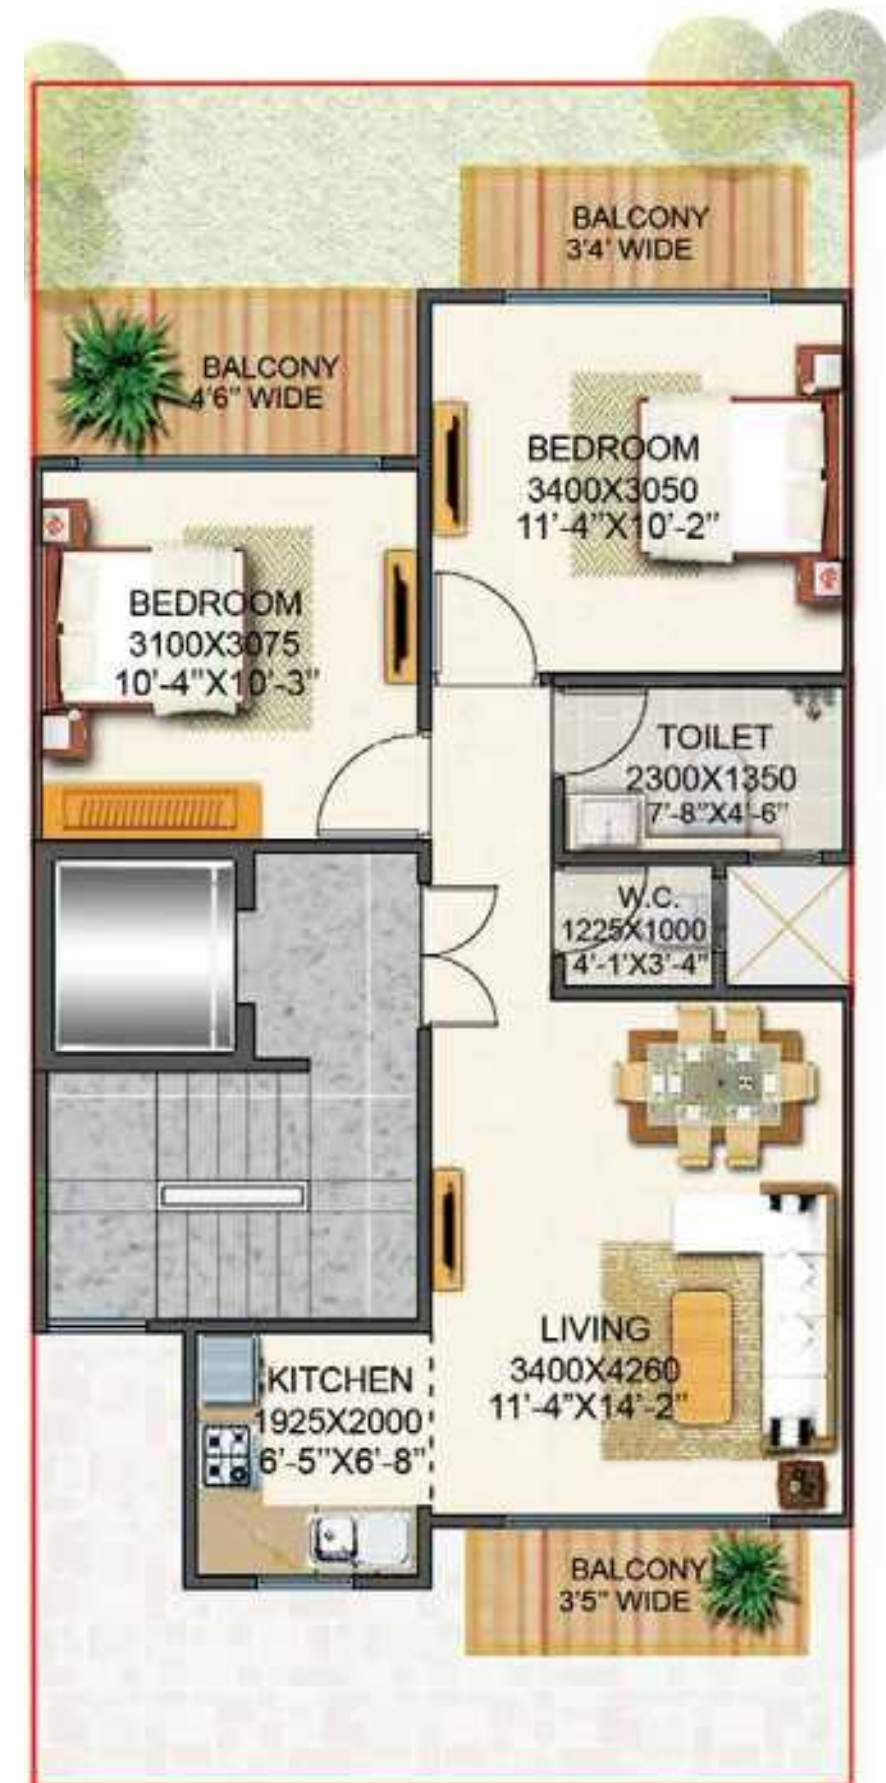 BALCONY
3'4' WIDE
BALCONY
4'6" WIDE
BEDROOM
3400X3050
11'-4"X10'-2"
BEDROOM
3100X3075
10'-4"X10'-3"
TOILET
2300X1350
7'-8"X4'-6"
W.C.
1225X1000
4'-1'X3'-4"
LIVING
3400X4260
11'-4"X14'-2"
KITCHEN
1925X2000
6'-5"X6'-8"
BALCONY
3'5" WIDE